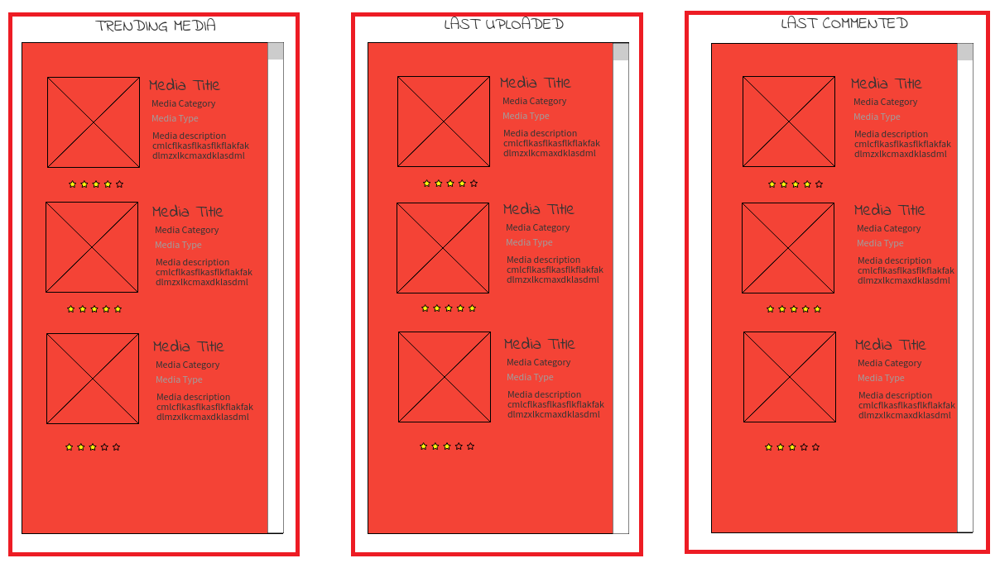 TRENDING MEDIA
Media Title
Media Category
Media Type
Media description
cmlcflkasflkasflkflakfak
dlmzxlkcmaxdklasdml
Media Title
Media Category
Media Type
Media description
cmlcflkasflkasflkflakfak
dlmzxlkcmaxdklasdml
Media Title
Media Category
Media Type
Media description
cmlcflkasflkasflkflakfak
dlmzxlkcmaxdklasdml
LAST UPLOADED
Media Title
Media Category
Media Type
Media description
cmlcflkasflkasflkflakfak
dlmzxlkcmaxdklasdml
Media Title
Media Category
Media Type
Media description
cmlcflkasflkasflkflakfak
dlmzxlkcmaxdklasdml
Media Title
Media Category
Media Type
Media description
cmlcflkasflkasflkflakfak
dlmzxlkcmaxdklasdml
LAST COMMENTED
Media Title
Media Category
Media Type
Media description
cmlcflkasflkasflkflakfak
dlmzxlkcmaxdklasdml
Media Title
Media Category
Media Type
Media description
cmlcflkasflkasflkflakfak
dlmzxlkcmaxdklasdml
Media Title
Media Category
Media Type
Media description
cmlcflkasflkasflkflakfak
dlmzxlkcmaxdklasdml